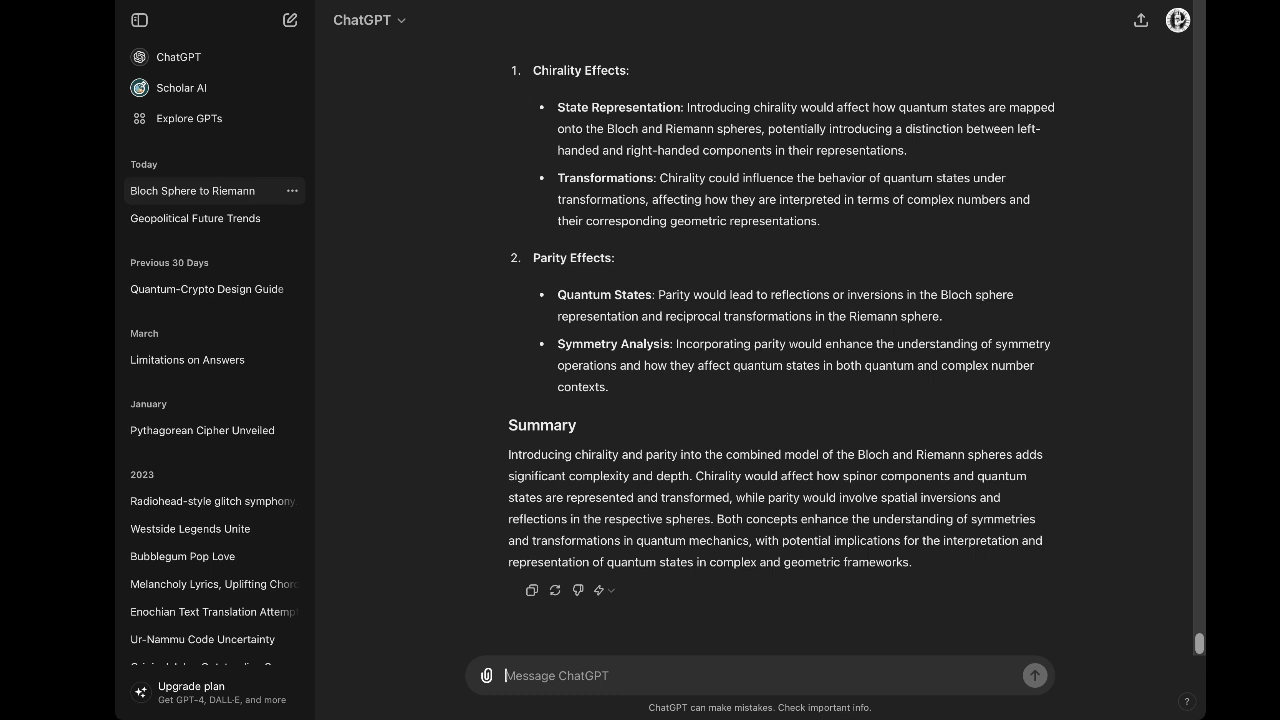 ChatGPT
Scholar AI
Explore GPTs
Today
Bloch Sphere to Riemann
Geopolitical Future Trends
Previous 30 Days
Quantum-Crypto Design Guide
March
Limitations on Answers
January
Pythagorean Cipher Unveiled
2023
Radiohead-style glitch symphony
Westside Legends Unite
Bubblegum Pop Love
Melancholy Lyrics, Uplifting Chor
Enochian Text Translation Attemp
Ur-Nammu Code Uncertainty
Upgrade plan
Get GPT-4, DALL·E, and more
ChatGPT
1. Chirality Effects:
• State Representation: Introducing chirality would affect how quantum states are mapped
onto the Bloch and Riemann spheres, potentially introducing a distinction between left-
handed and right-handed components in their representations.
• Transformations: Chirality could influence the behavior of quantum states under
transformations, affecting how they are interpreted in terms of complex numbers and
their corresponding geometric representations.
2. Parity Effects:
• Quantum States: Parity would lead to reflections or inversions in the Bloch sphere
representation and reciprocal transformations in the Riemann sphere.
• Symmetry Analysis: Incorporating parity would enhance the understanding of symmetry
operations and how they affect quantum states in both quantum and complex number
contexts.
Summary
Introducing chirality and parity into the combined model of the Bloch and Riemann spheres adds
significant complexity and depth. Chirality would affect how spinor components and quantum
states are represented and transformed, while parity would involve spatial inversions and
reflections in the respective spheres. Both concepts enhance the understanding of symmetries
and transformations in quantum mechanics, with potential implications for the interpretation and
representation of quantum states in complex and geometric frameworks.
Message ChatGPT
ChatGPT can make mistakes. Check important info.
?